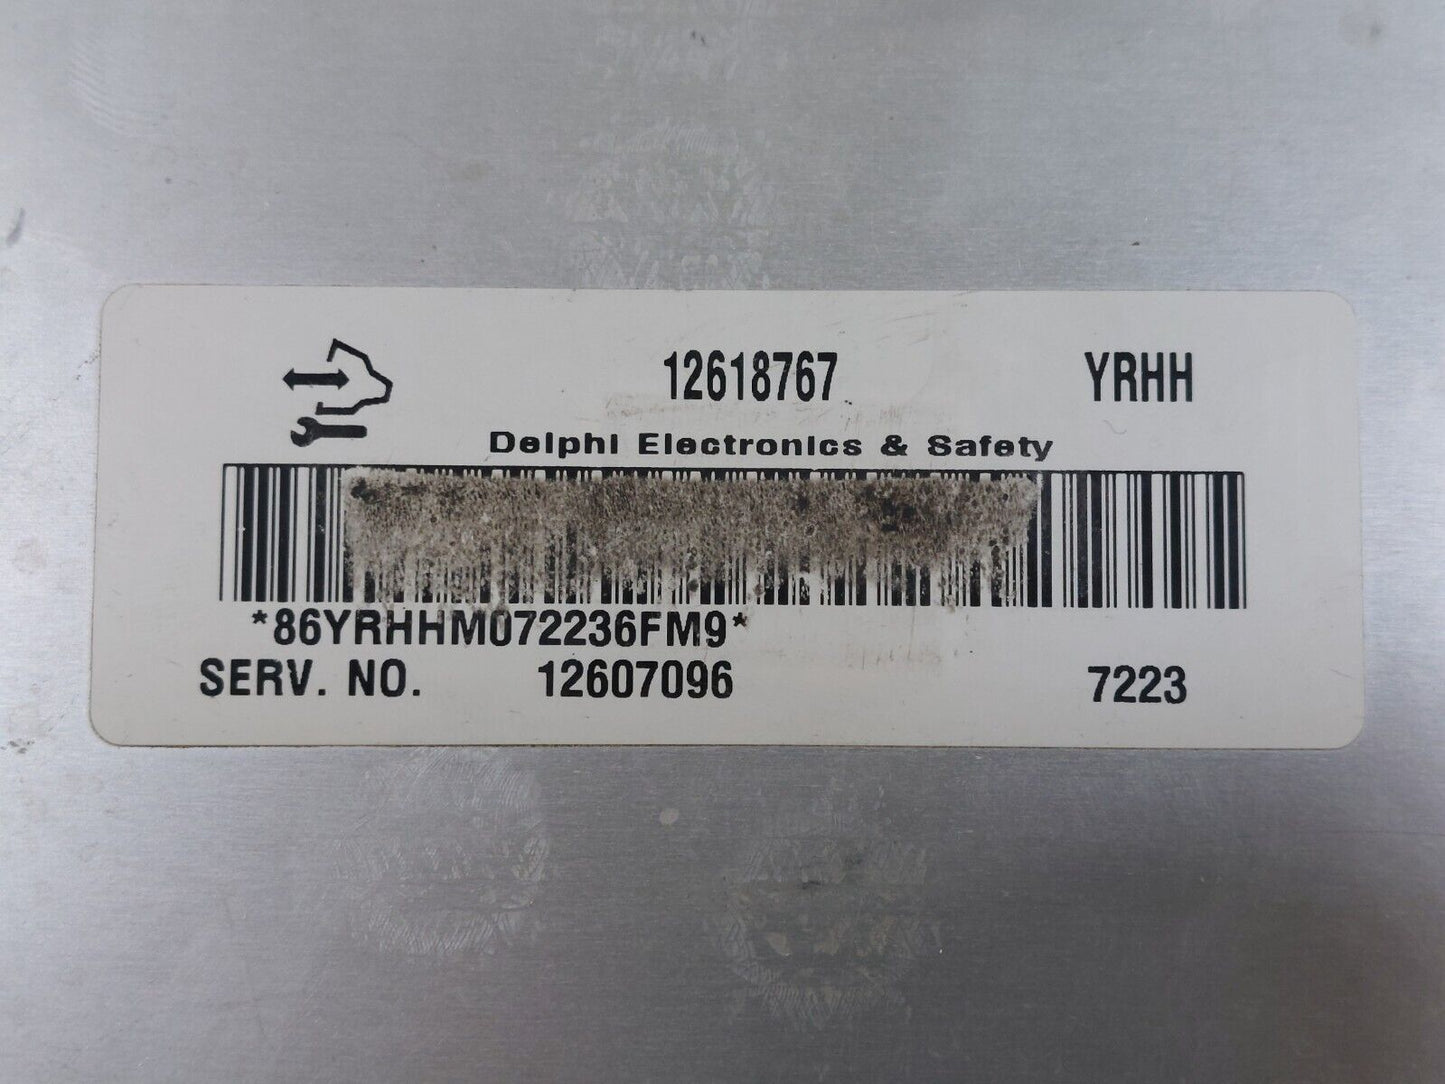 12618767 YRHH
Delphi Electronics & Safety
*86YRHHM072236FM9*
SERV. NO. 12607096 7223